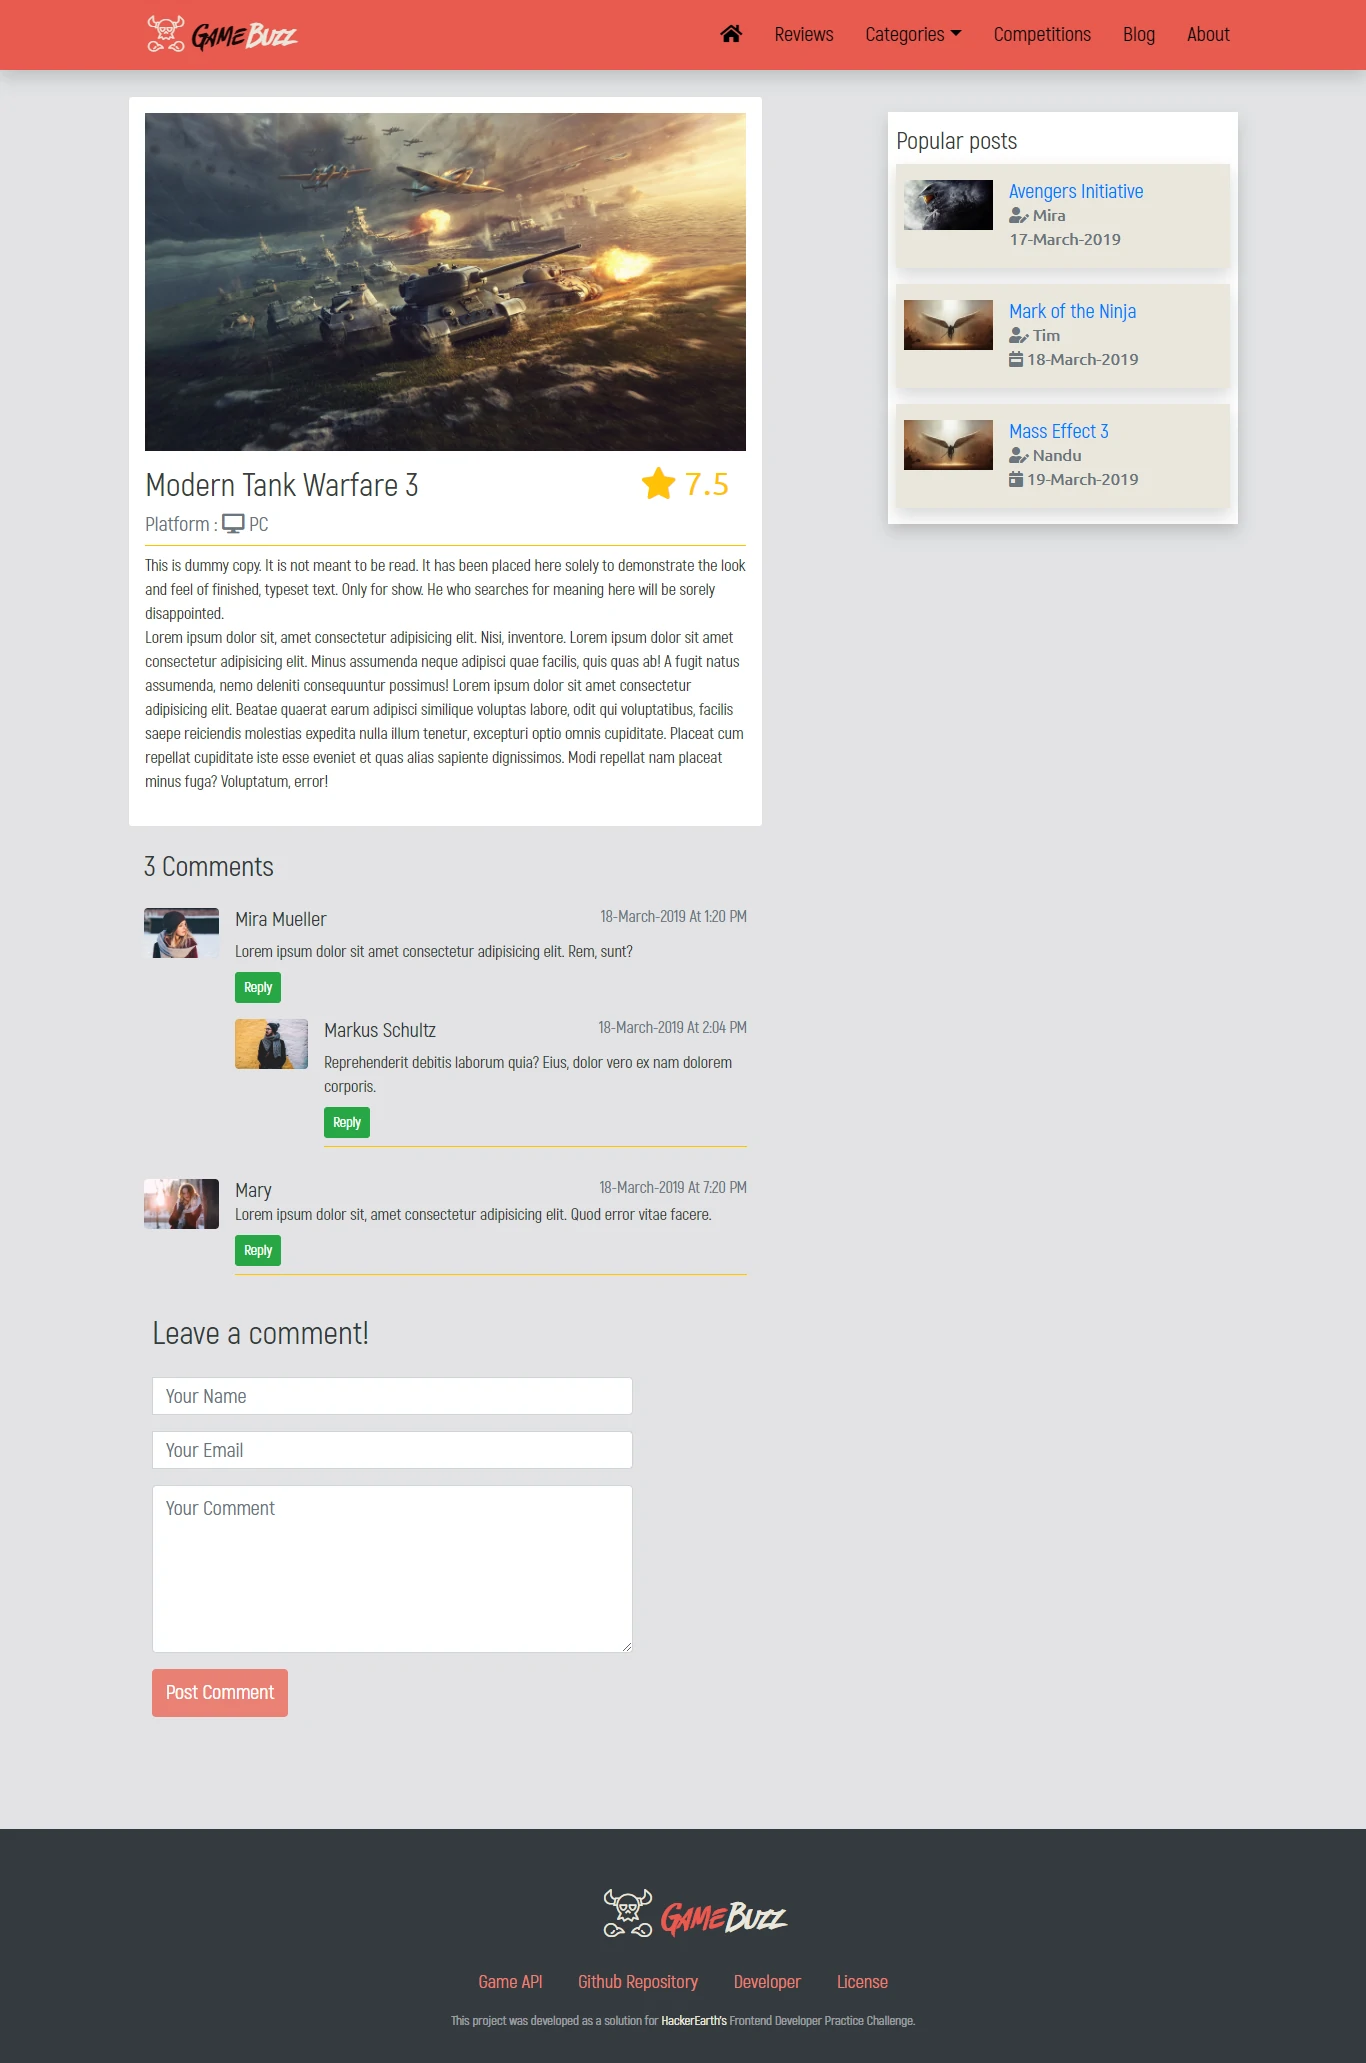 GAMEBUZZ
Reviews
Categories
Competitions
Blog
About
Modern Tank Warfare 3
7.5
Platform : PC
This is dummy copy. It is not meant to be read. It has been placed here solely to demonstrate the look
and feel of finished, typeset text. Only for show. He who searches for meaning here will be sorely
disappointed.
Lorem ipsum dolor sit, amet consectetur adipisicing elit. Nisi, inventore. Lorem ipsum dolor sit amet
consectetur adipisicing elit. Minus assumenda neque adipisci quae facilis, quis quas ab! A fugit natus
assumenda, nemo deleniti consequuntur possimus! Lorem ipsum dolor sit amet consectetur
adipisicing elit. Beatae quaerat earum adipisci similique voluptas labore, odit qui voluptatibus, facilis
saepe reiciendis molestias expedita nulla illum tenetur, excepturi optio omnis cupiditate. Placeat cum
repellat cupiditate iste esse eveniet et quas alias sapiente dignissimos. Modi repellat nam placeat
minus fuga? Voluptatum, error!
Popular posts
Avengers Initiative
Mira
17-March-2019
Mark of the Ninja
Tim
18-March-2019
Mass Effect 3
Nandu
19-March-2019
3 Comments
Mira Mueller
18-March-2019 At 1:20 PM
Lorem ipsum dolor sit amet consectetur adipisicing elit. Rem, sunt?
Reply
Markus Schultz
18-March-2019 At 2:04 PM
Reprehenderit debitis laborum quia? Eius, dolor vero ex nam dolorem
corporis.
Reply
Mary
18-March-2019 At 7:20 PM
Lorem ipsum dolor sit, amet consectetur adipisicing elit. Quod error vitae facere.
Reply
Leave a comment!
Your Name
Your Email
Your Comment
Post Comment
GAMEBUZZ
Game API
Github Repository
Developer
License
This project was developed as a solution for HackerEarth's Frontend Developer Practice Challenge.